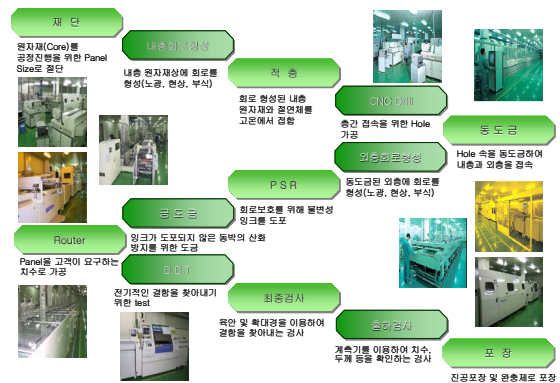 재 단
원자재(Core)를
공정진행을 위한 Panel
Size로 절단
내층회로형성
내층 원자재상에 회로를
형성(노광, 현상, 부식)
적 층
회로 형성된 내층
원자재와 절연체를
고온에서 접합
CNC Drill
층간 접속을 위한 Hole
가공
동 도 금
Hole 속을 동도금하여
내층과 외층을 접속
외층회로형성
동도금된 외층에 회로를
형성(노광, 현상, 부식)
P S R
회로보호를 위해 불변성
잉크를 도포
금 도 금
잉크가 도포되지 않은 동박의 산화
방지를 위한 도금
Router
Panel을 고객이 요구하는
치수로 가공
B.B.T
전기적인 결함을 찾아내기
위한 test
최종검사
육안 및 확대경을 이용하여
결함을 찾아내는 검사
출하검사
계측기를 이용하여 치수,
두께 등을 확인하는 검사
포 장
진공포장 및 완충제로 포장